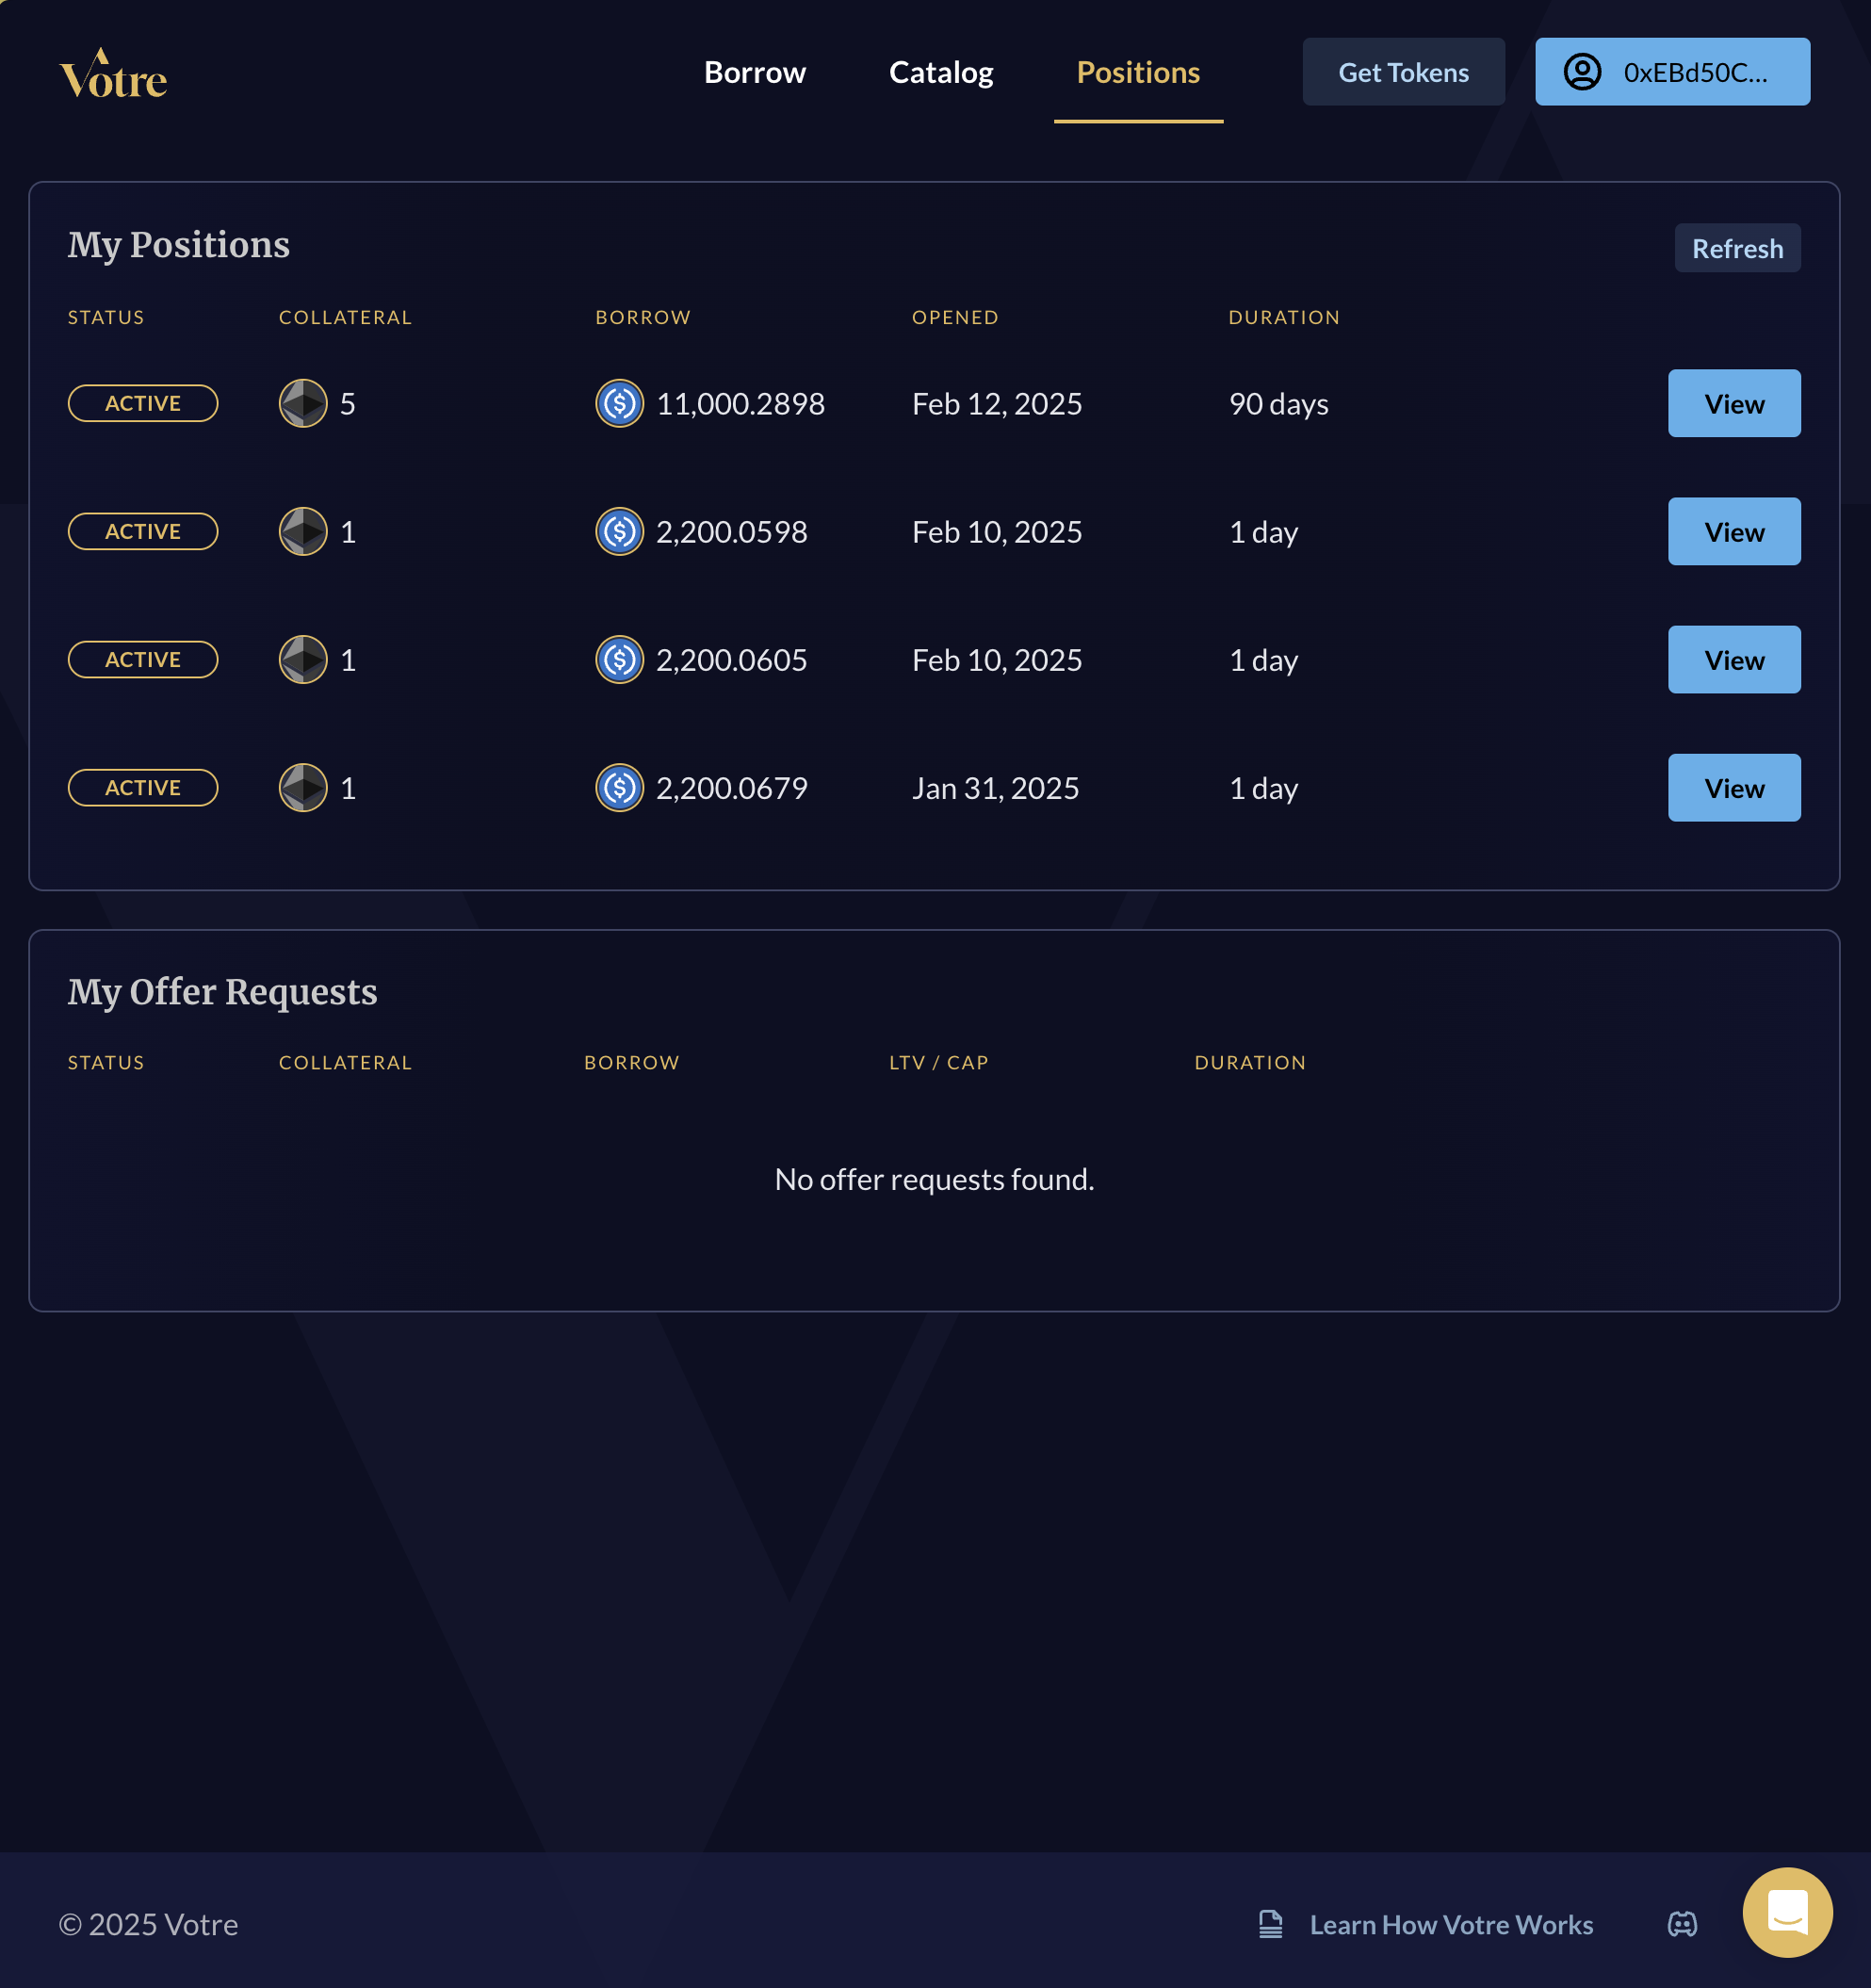 Votre Borrow Catalog Positions Get Tokens 0xEBd50C...
My Positions Refresh
STATUS COLLATERAL BORROW OPENED DURATION
ACTIVE 5 11,000.2898 Feb 12, 2025 90 days View
ACTIVE 1 2,200.0598 Feb 10, 2025 1 day View
ACTIVE 1 2,200.0605 Feb 10, 2025 1 day View
ACTIVE 1 2,200.0679 Jan 31, 2025 1 day View
My Offer Requests
STATUS COLLATERAL BORROW LTV / CAP DURATION
No offer requests found.
© 2025 Votre Learn How Votre Works